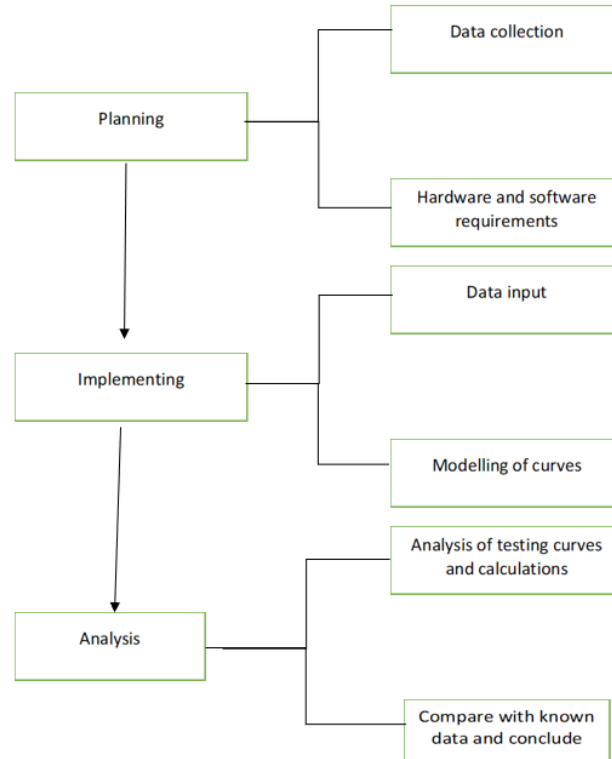 Data collection
Planning
Hardware and software
requirements
Data input
Implementing
Modelling of curves
Analysis of testing curves
and calculations
Analysis
Compare with known
data and conclude